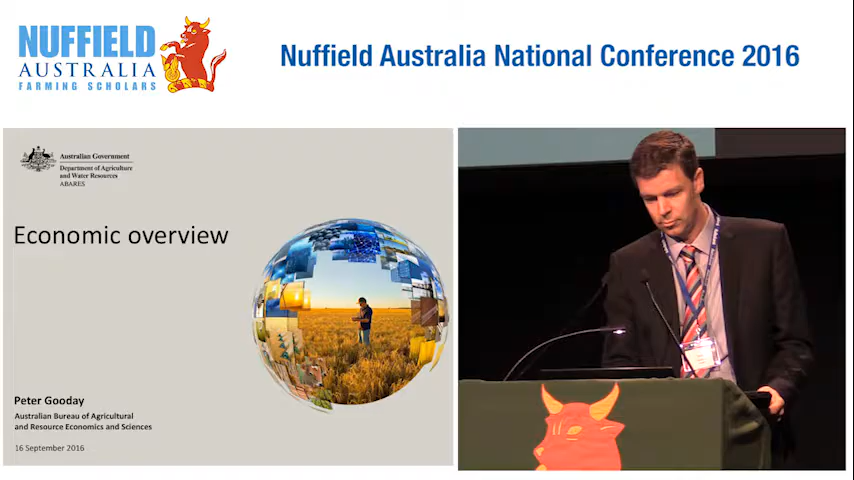 NUFFIELD
AUSTRALIA
FARMING SCHOLARS
Nuffield Australia National Conference 2016
Australian Government
Department of Agriculture
and Water Resources
ABARES
Economic overview
Peter Gooday
Australian Bureau of Agricultural
and Resource Economics and Sciences
16 September 2016